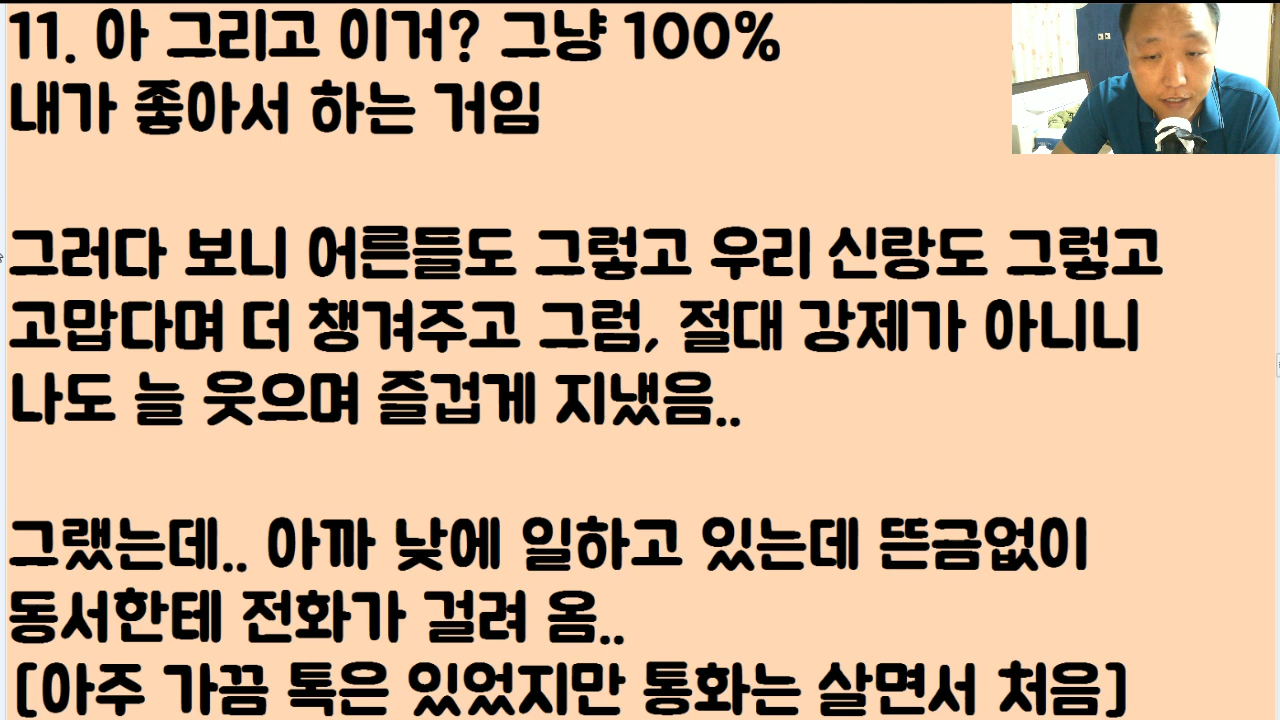 11. 아 그리고 이거? 그냥 100%
내가 좋아서 하는 거임
그러다 보니 어른들도 그렇고 우리 신랑도 그렇고
고맙다며 더 챙겨주고 그럼, 절대 강제가 아니니
나도 늘 웃으며 즐겁게 지냈음..
그랬는데.. 아까 낮에 일하고 있는데 뜬금없이
동서한테 전화가 걸려 옴..
[아주 가끔 톡은 있었지만 통화는 살면서 처음]